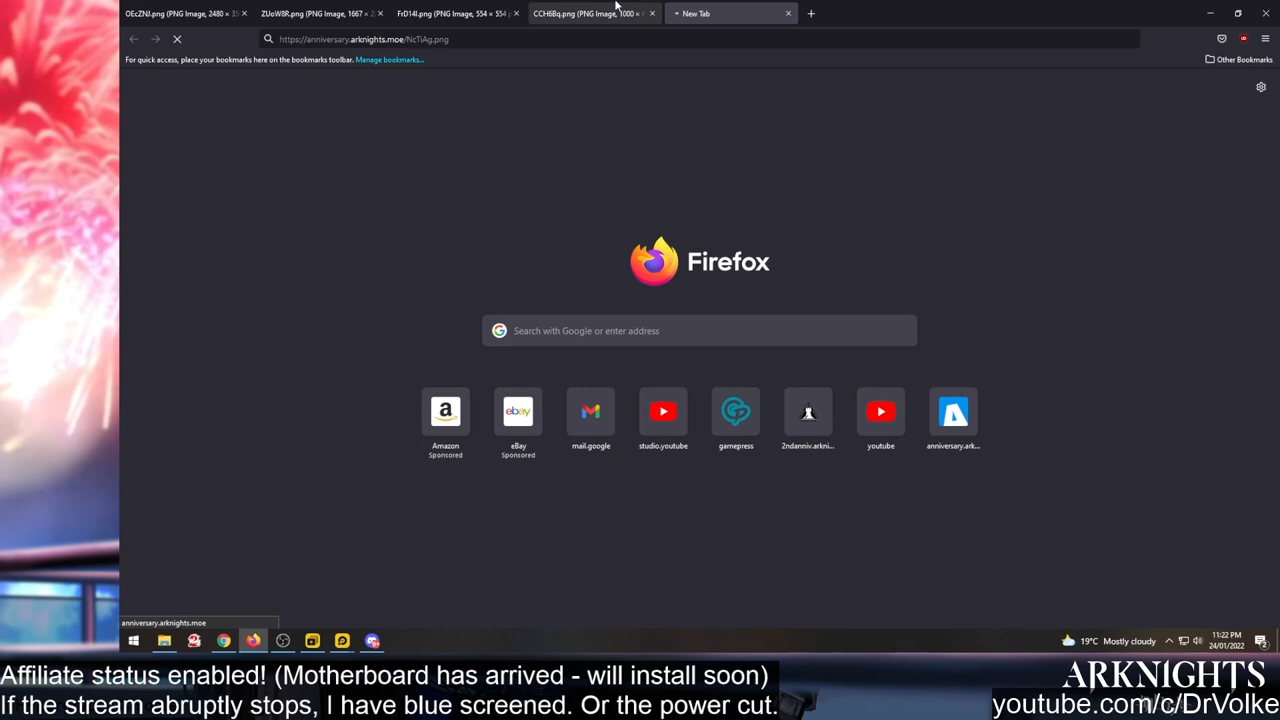 OEcZNJ.png (PNG Image, 2480 × 35
ZUoW8R.png (PNG Image, 1667 × 2
FrD14I.png (PNG Image, 554 × 554
CCH6Bq.png (PNG Image, 1000 ×
New Tab
https://anniversary.arknights.moe/NcTiAg.png
For quick access, place your bookmarks here on the bookmarks toolbar. Manage bookmarks...
Other Bookmarks
Firefox
Search with Google or enter address
Amazon
Sponsored
eBay
Sponsored
mail.google
studio.youtube
gamepress
2ndanniv.arkni...
youtube
anniversary.ark...
anniversary.arknights.moe
19°C Mostly cloudy
11:22 PM
24/01/2022
Affiliate status enabled! (Motherboard has arrived - will install soon)
If the stream abruptly stops, I have blue screened. Or the power cut.
ARKNIGHTS
youtube.com/c/DrVolke